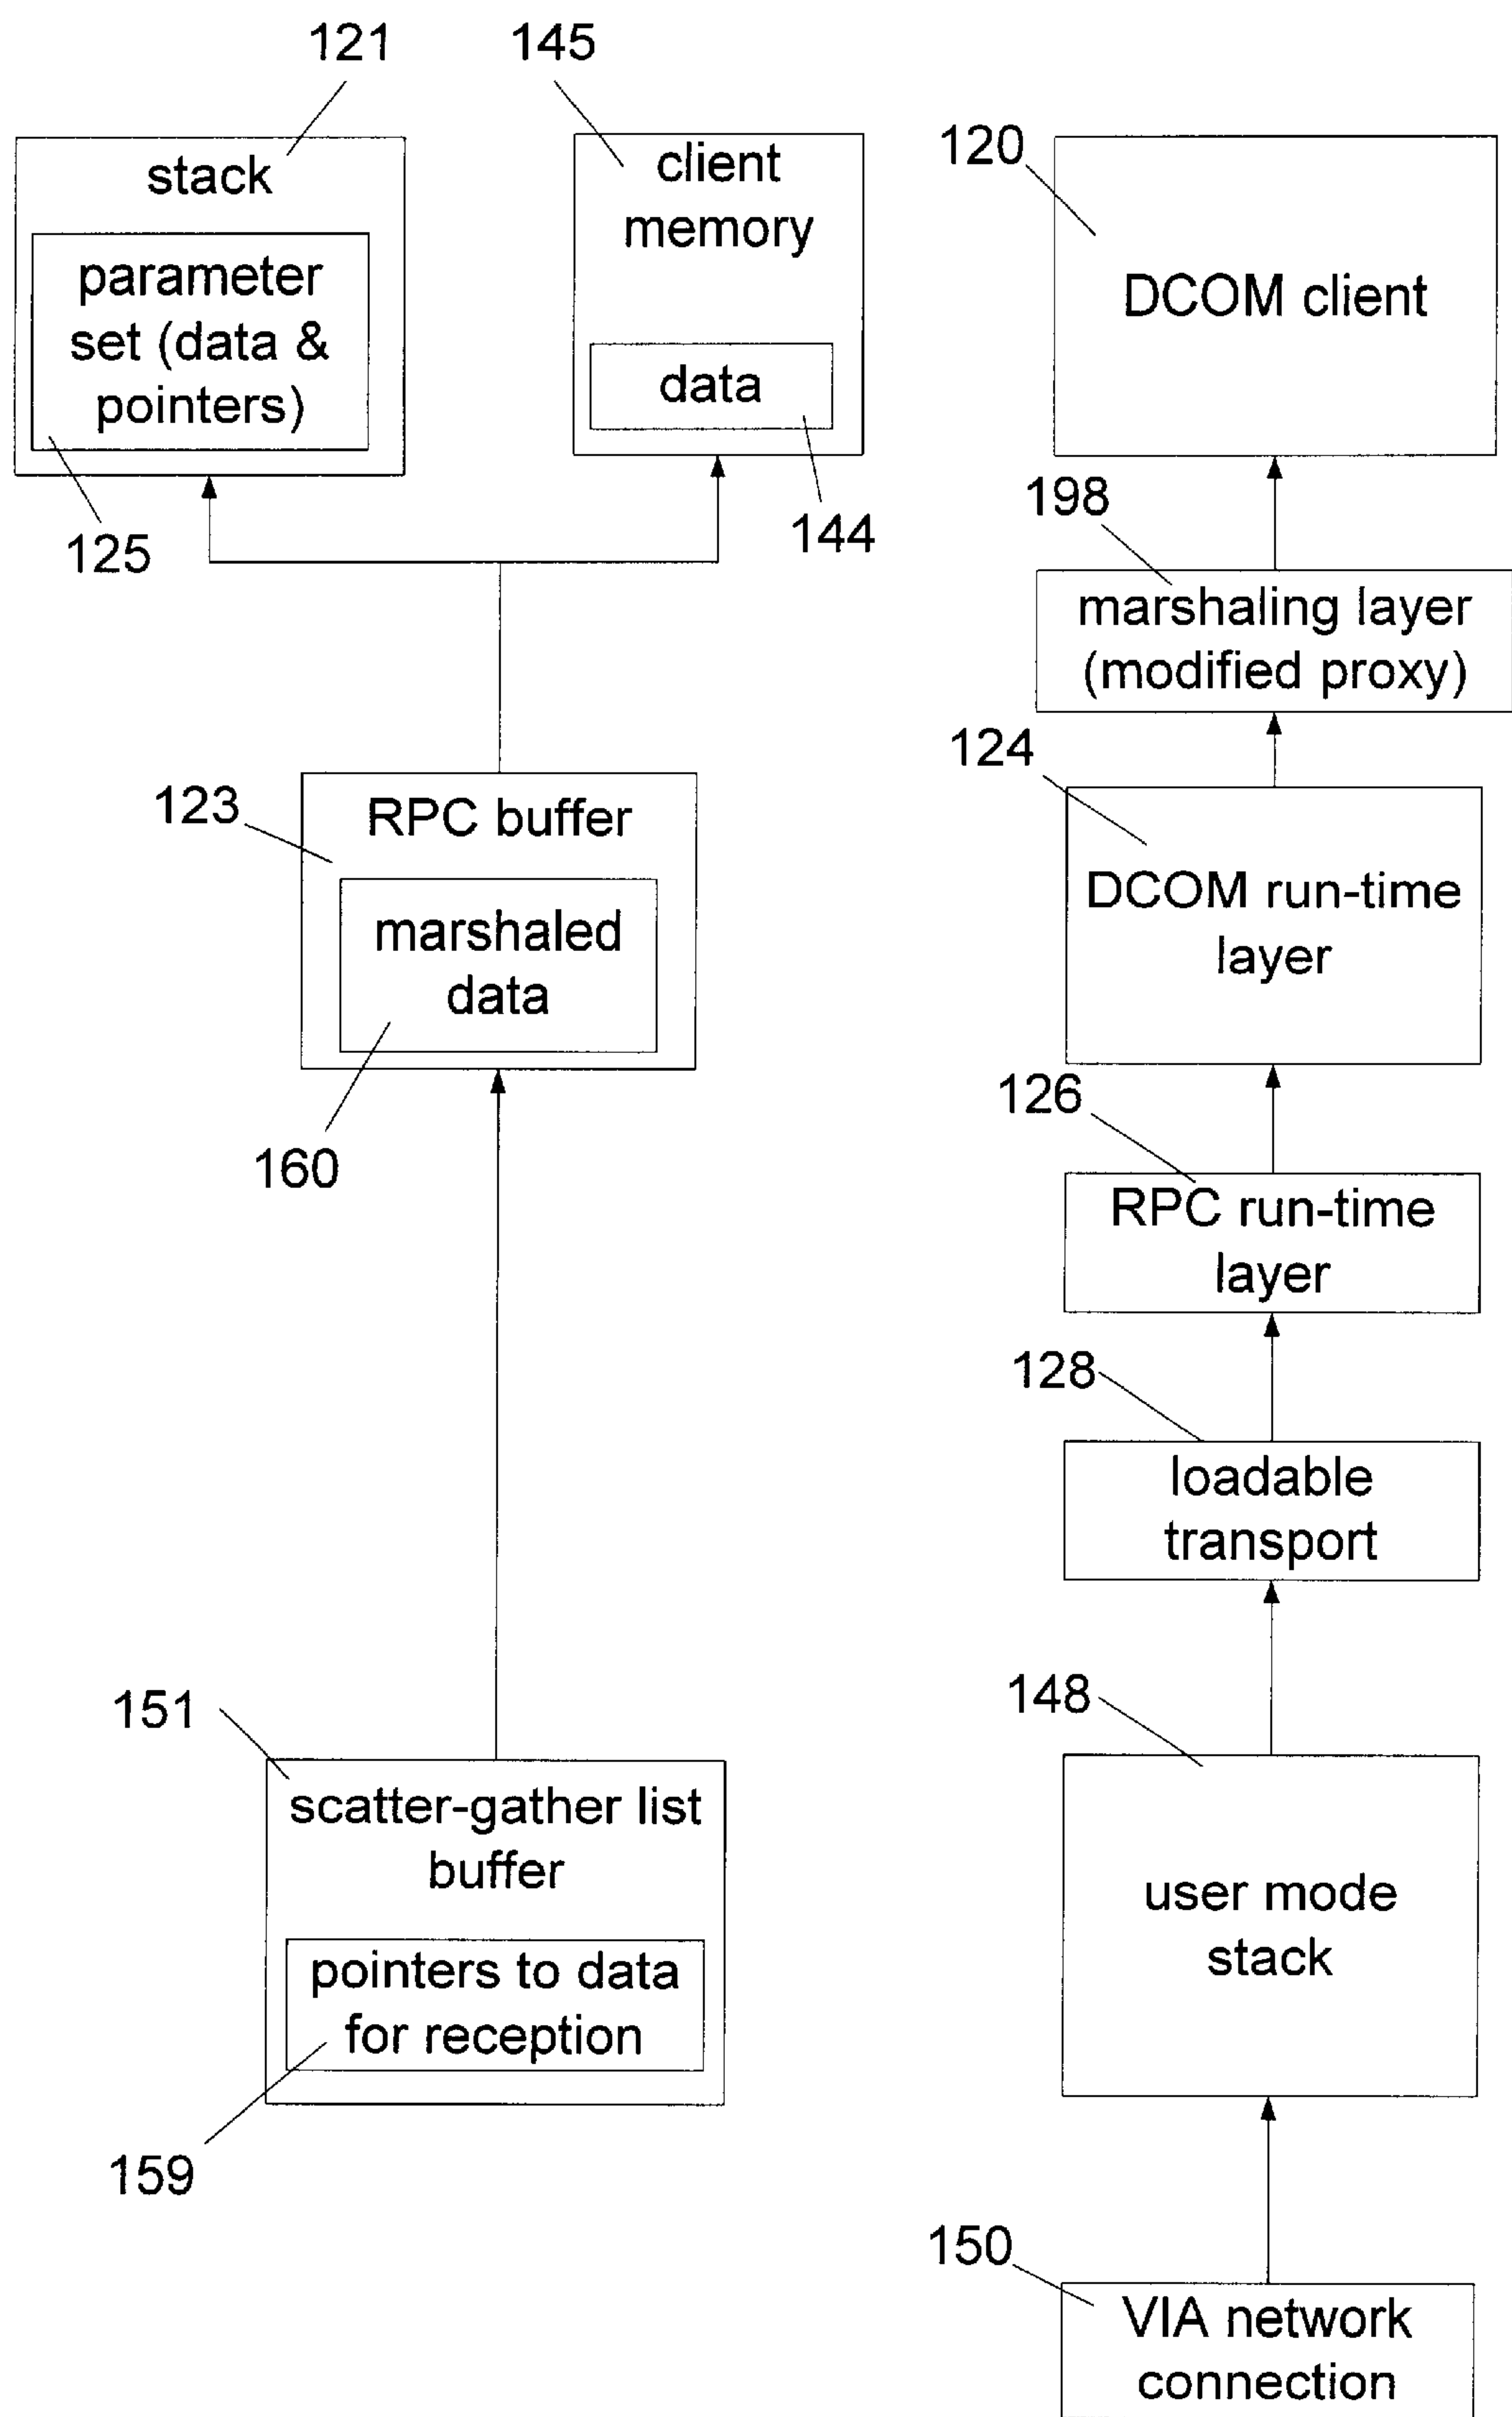 121
145
stack
parameter
set (data &
pointers)
125
client
memory
data
144
120
DCOM client
198
marshaling layer
(modified proxy)
123
RPC buffer
marshaled
data
160
124
DCOM run-time
layer
126
RPC run-time
layer
128
loadable
transport
151
scatter-gather list
buffer
pointers to data
for reception
159
148
user mode
stack
150
VIA network
connection